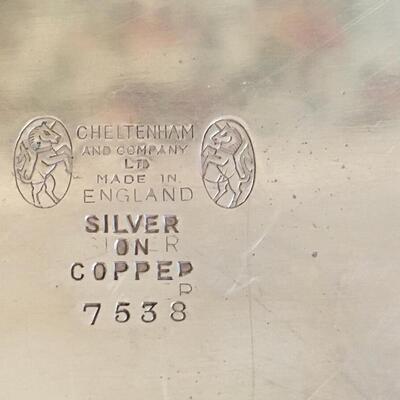 CHELTENHAM
AND COMPANY
LTD
MADE IN
ENGLAND
SILVER
ON
COPPER
7538